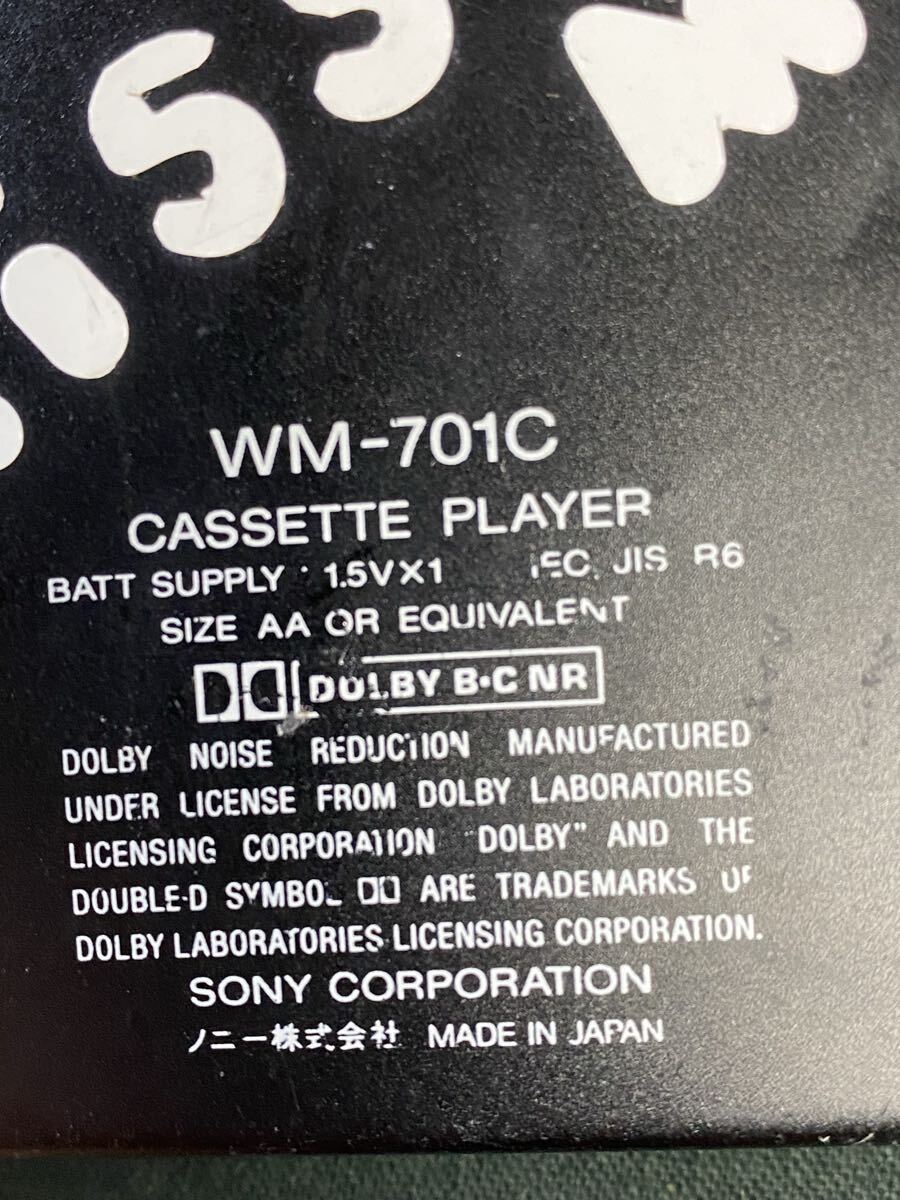 WM-701C
CASSETTE PLAYER
BATT SUPPLY : 1.5V×1 IEC, JIS R6
SIZE AA OR EQUIVALENT
DOLBY B·C NR
DOLBY NOISE REDUCTION MANUFACTURED
UNDER LICENSE FROM DOLBY LABORATORIES
LICENSING CORPORATION "DOLBY" AND THE
DOUBLE-D SYMBOL ARE TRADEMARKS OF
DOLBY LABORATORIES LICENSING CORPORATION.
SONY CORPORATION
ソニー株式会社 MADE IN JAPAN